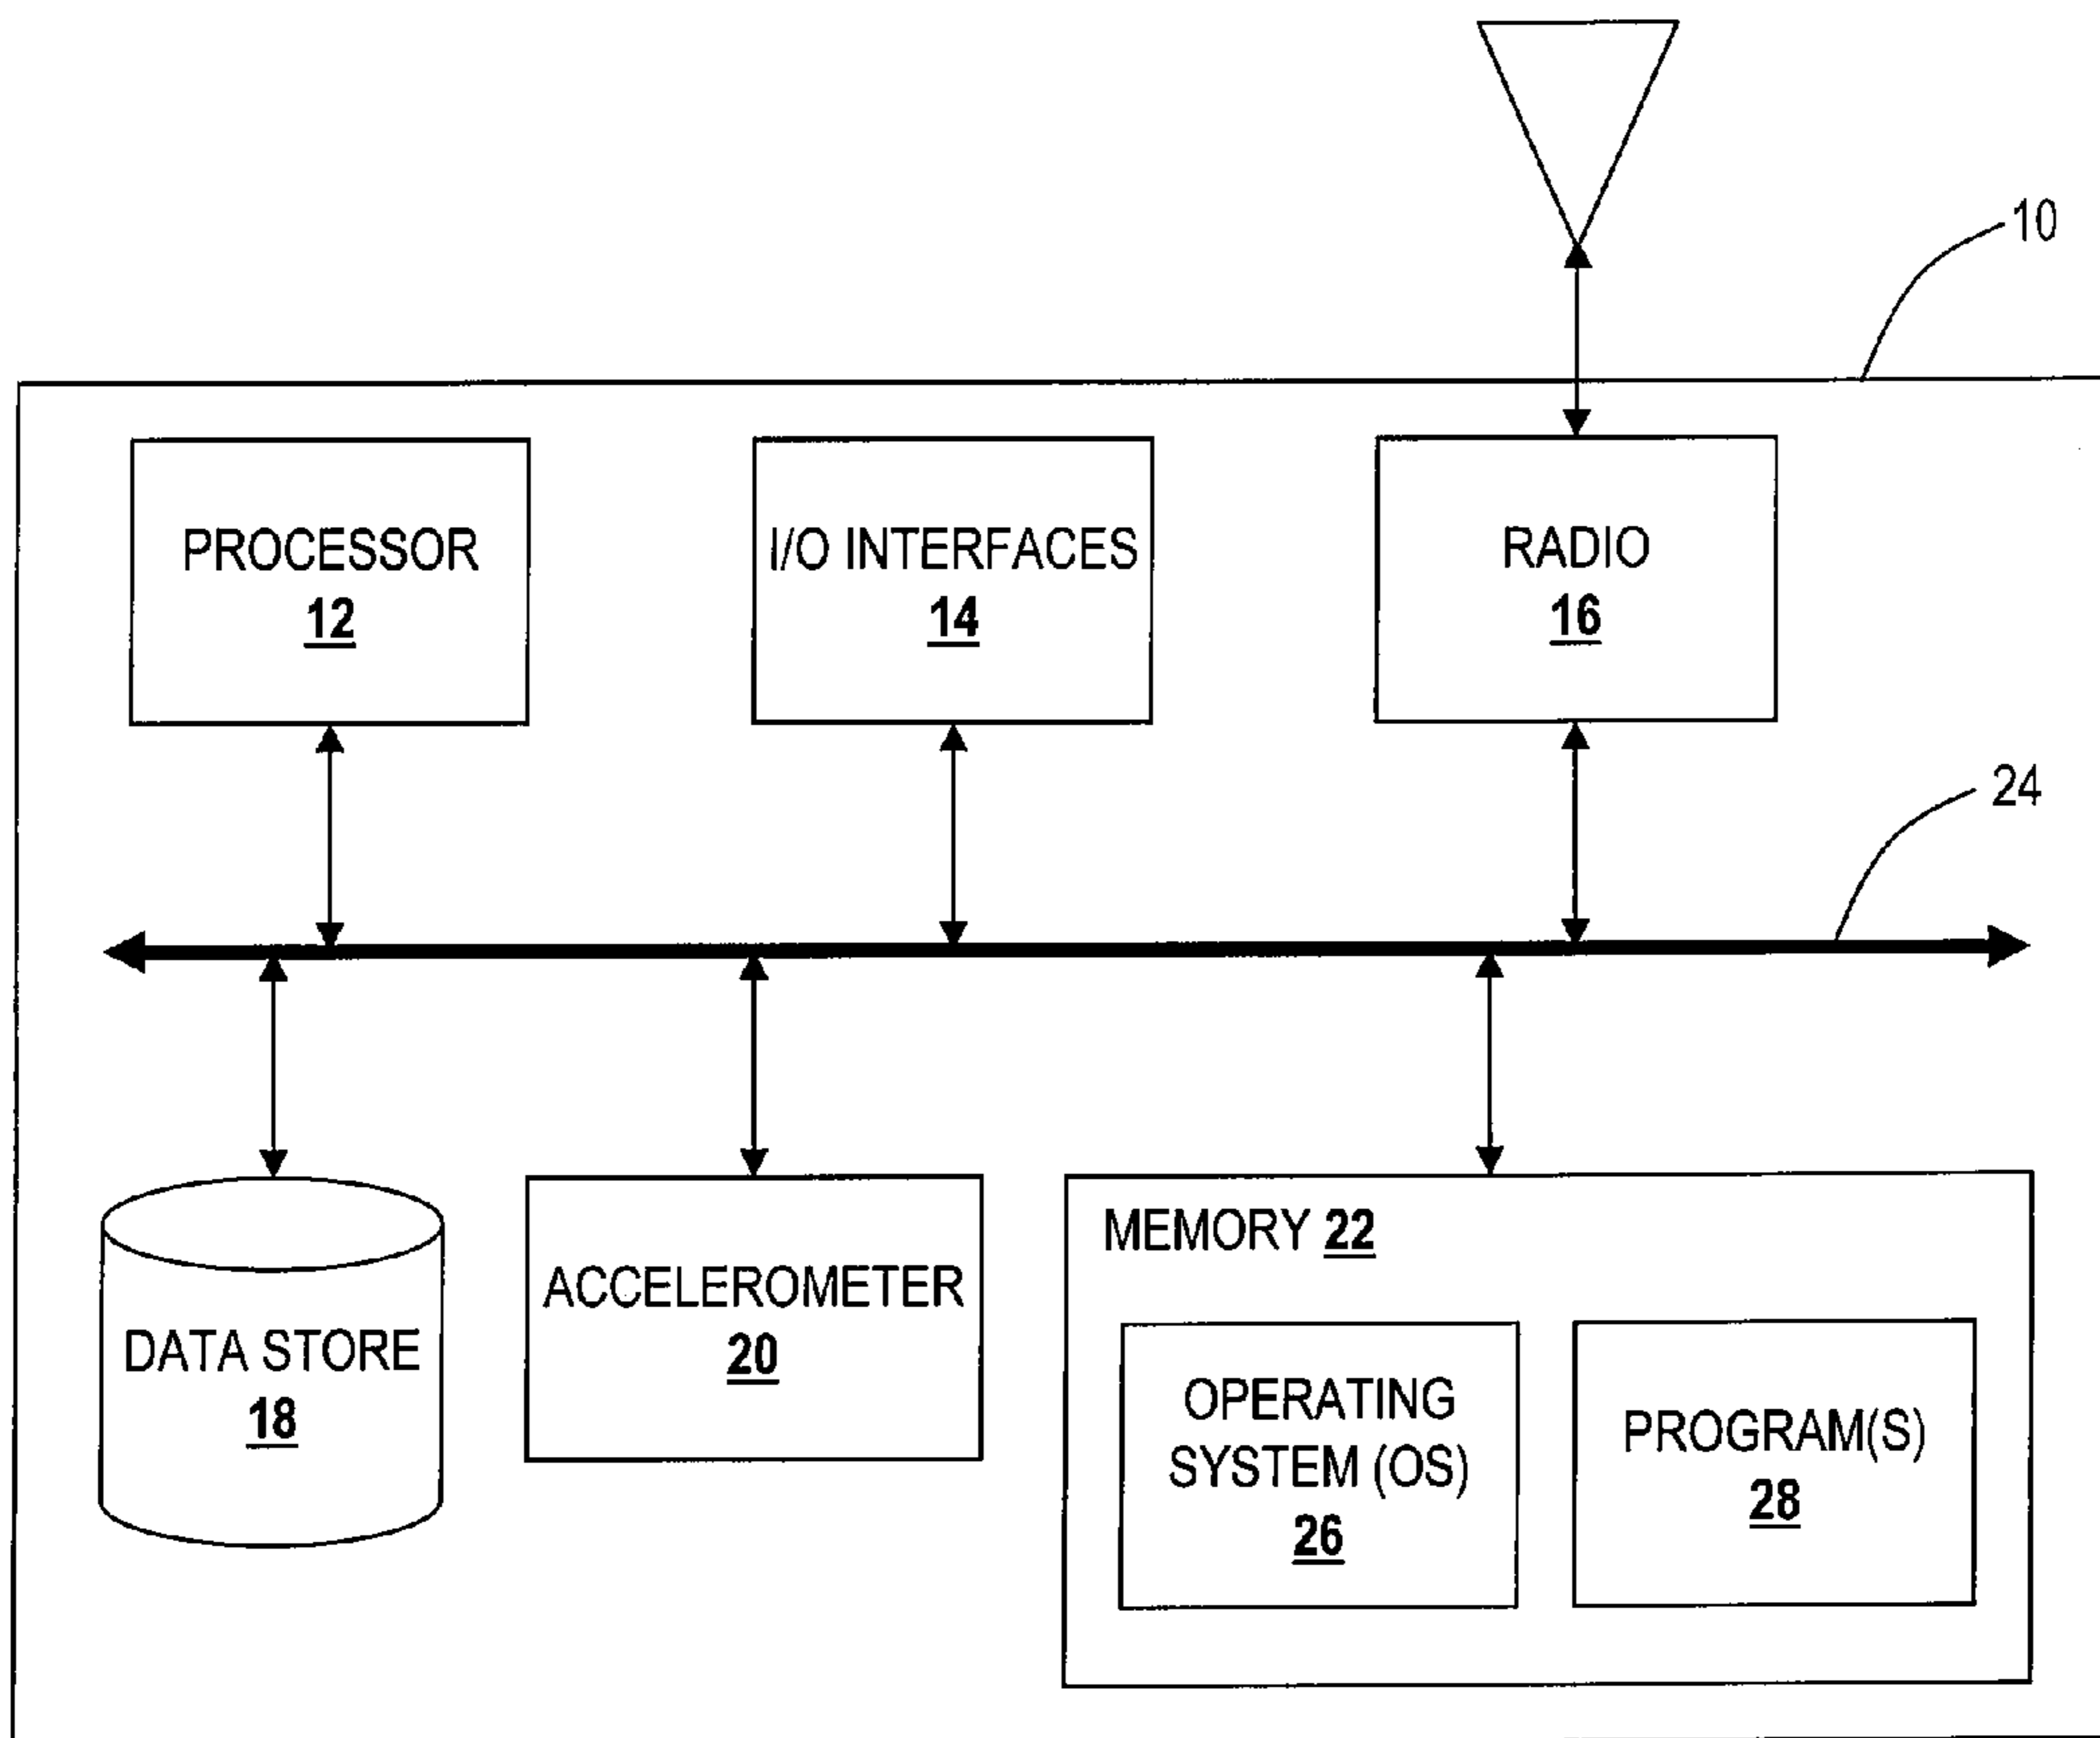 10
PROCESSOR
12
I/O INTERFACES
14
RADIO
16
24
DATA STORE
18
ACCELEROMETER
20
MEMORY 22
OPERATING
SYSTEM (OS)
26
PROGRAM(S)
28